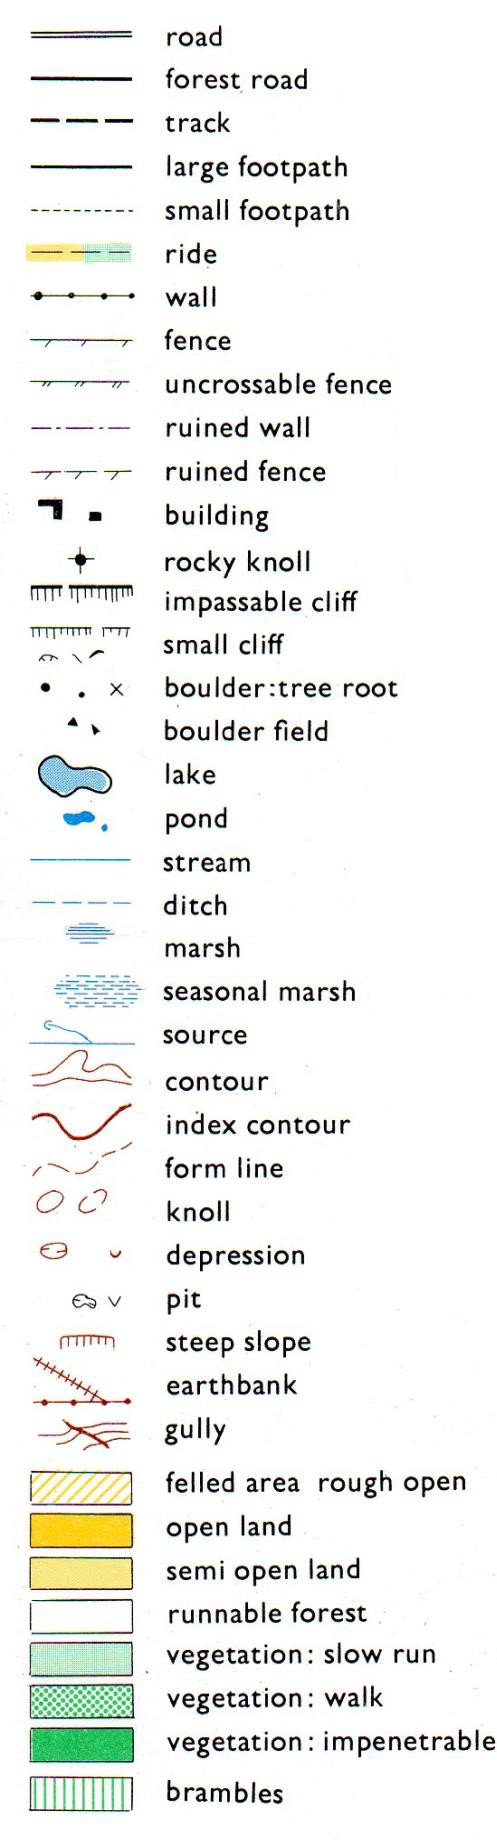 road
forest road
track
large footpath
small footpath
ride
wall
fence
uncrossable fence
ruined wall
ruined fence
building
rocky knoll
impassable cliff
small cliff
boulder:tree root
boulder field
lake
pond
stream
ditch
marsh
seasonal marsh
source
contour
index contour
form line
knoll
depression
pit
steep slope
earthbank
gully
felled area rough open
open land
semi open land
runnable forest
vegetation: slow run
vegetation: walk
vegetation: impenetrable
brambles